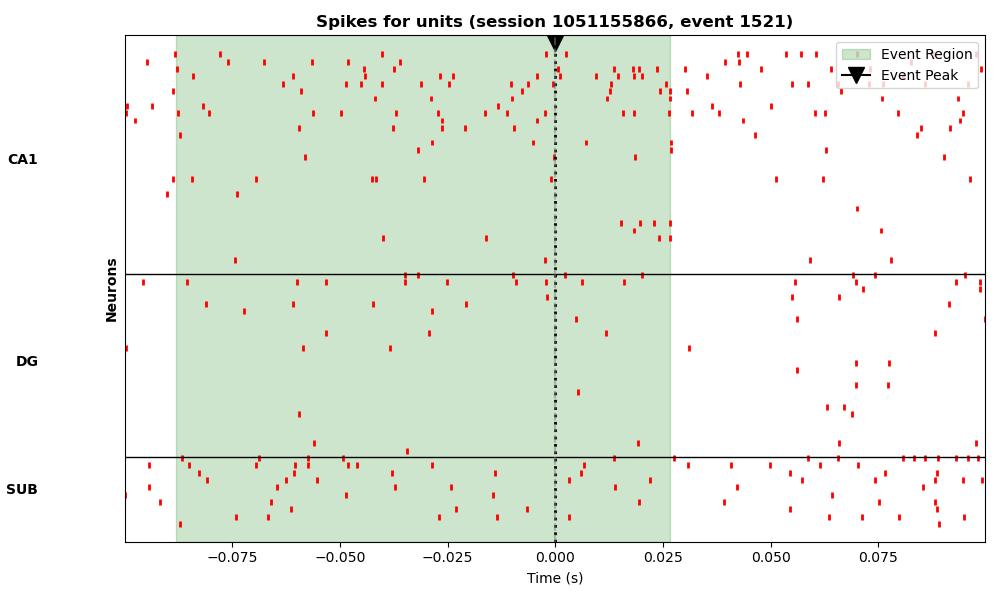 Spikes for units (session 1051155866, event 1521)
Event Region
Event Peak
CA1
DG
SUB
Neurons
−0.075
−0.050
−0.025
0.000
0.025
0.050
0.075
Time (s)